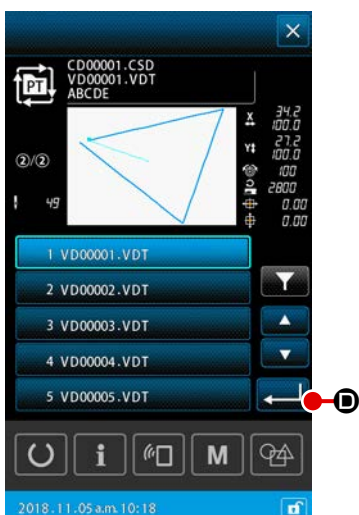 CD00001.CSD
VD00001.VDT
ABCDE
PT
X 34.2
100.0
Y 27.2
100.0
②/②
100
2800
49
0.00
0.00
1 VD00001.VDT
2 VD00002.VDT
3 VD00003.VDT
4 VD00004.VDT
5 VD00005.VDT
D
i
M
2018.11.05 a.m. 10:18